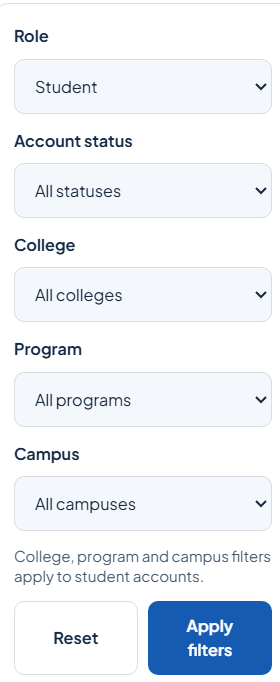 Role
Student
Account status
All statuses
College
All colleges
Program
All programs
Campus
All campuses
College, program and campus filters
apply to student accounts.
Reset
Apply
filters